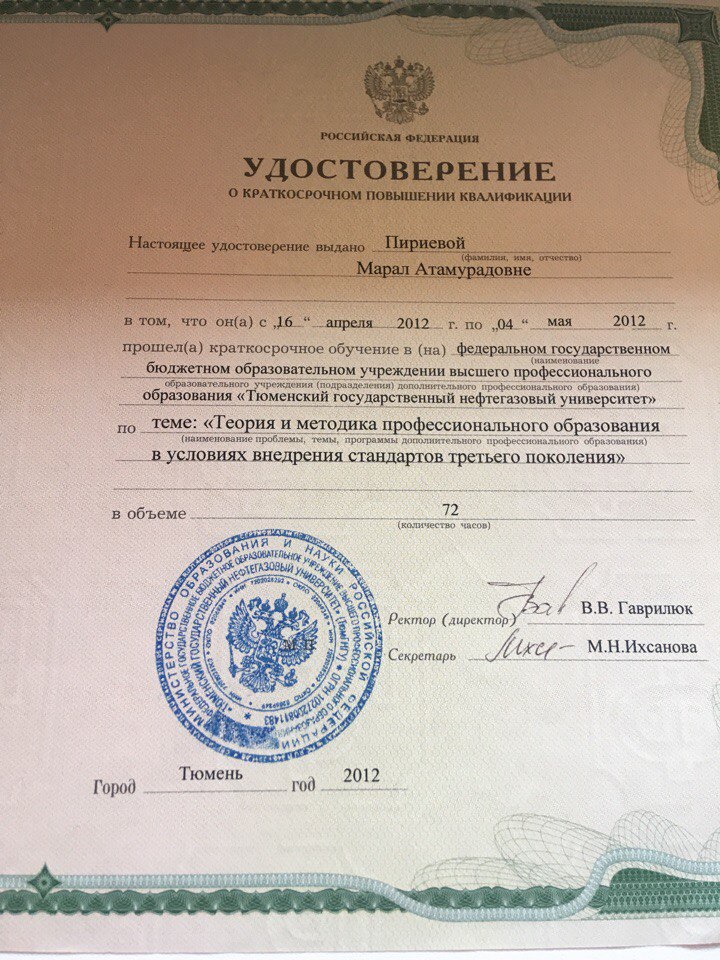 РОССИЙСКАЯ ФЕДЕРАЦИЯ
УДОСТОВЕРЕНИЕ
О КРАТКОСРОЧНОМ ПОВЫШЕНИИ КВАЛИФИКАЦИИ
Настоящее удостоверение выдано Пириевой
(фамилия, имя, отчество)
Марал Атамурадовне
в том, что он(а) с „16 “ апреля 2012 г. по „04 “ мая 2012 г.
прошел(а) краткосрочное обучение в (на) федеральном государственном
(наименование
бюджетном образовательном учреждении высшего профессионального
образовательного учреждения (подразделения) дополнительного профессионального образования)
образования «Тюменский государственный нефтегазовый университет»
по теме: «Теория и методика профессионального образования
(наименование проблемы, темы, программы дополнительного профессионального образования)
в условиях внедрения стандартов третьего поколения»
в объеме 72
(количество часов)
МИНИСТЕРСТВО ОБРАЗОВАНИЯ И НАУКИ РОССИЙСКОЙ ФЕДЕРАЦИИ
ФЕДЕРАЛЬНОЕ ГОСУДАРСТВЕННОЕ БЮДЖЕТНОЕ ОБРАЗОВАТЕЛЬНОЕ УЧРЕЖДЕНИЕ ВЫСШЕГО ПРОФЕССИОНАЛЬНОГО ОБРАЗОВАНИЯ
«ТЮМЕНСКИЙ ГОСУДАРСТВЕННЫЙ НЕФТЕГАЗОВЫЙ УНИВЕРСИТЕТ» (ТюмГНГУ) * ОГРН 1027200811483 *
М.П.
Ректор (директор) В.В. Гаврилюк
Секретарь М.Н.Ихсанова
Город Тюмень год 2012